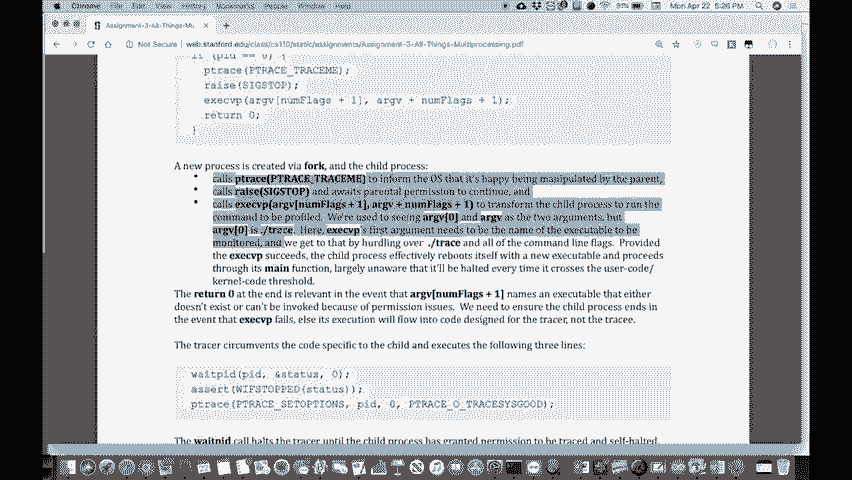 Chrome File Edit View History Bookmarks People Window Help 97% Mon Apr 22 5:26 PM
Assignment-3-All-Things-Mu
Not Secure | web.stanford.edu/class/cs110/static/assignments/Assignment-3-All-Things-Multiprocessing.pdf
if (pid == 0) {
ptrace(PTRACE_TRACEME);
raise(SIGSTOP);
execvp(argv[numFlags + 1], argv + numFlags + 1);
return 0;
}
A new process is created via fork, and the child process:
• calls ptrace(PTRACE_TRACEME) to inform the OS that it's happy being manipulated by the parent,
• calls raise(SIGSTOP) and awaits parental permission to continue, and
• calls execvp(argv[numFlags + 1], argv + numFlags + 1) to transform the child process to run the
command to be profiled. We're used to seeing argv[0] and argv as the two arguments, but
argv[0] is ./trace. Here, execvp's first argument needs to be the name of the executable to be
monitored, and we get to that by hurdling over ./trace and all of the command line flags. Provided
the execvp succeeds, the child process effectively reboots itself with a new executable and proceeds
through its main function, largely unaware that it'll be halted every time it crosses the user-code/
kernel-code threshold.
The return 0 at the end is relevant in the event that argv[numFlags + 1] names an executable that either
doesn't exist or can't be invoked because of permission issues. We need to ensure the child process ends in
the event that execvp fails, else its execution will flow into code designed for the tracer, not the tracee.
The tracer circumvents the code specific to the child and executes the following three lines:
waitpid(pid, &status, 0);
assert(WIFSTOPPED(status));
ptrace(PTRACE_SETOPTIONS, pid, 0, PTRACE_O_TRACESYSGOOD);
The waitpid call halts the tracer until the child process has granted permission to be traced and self-halted.